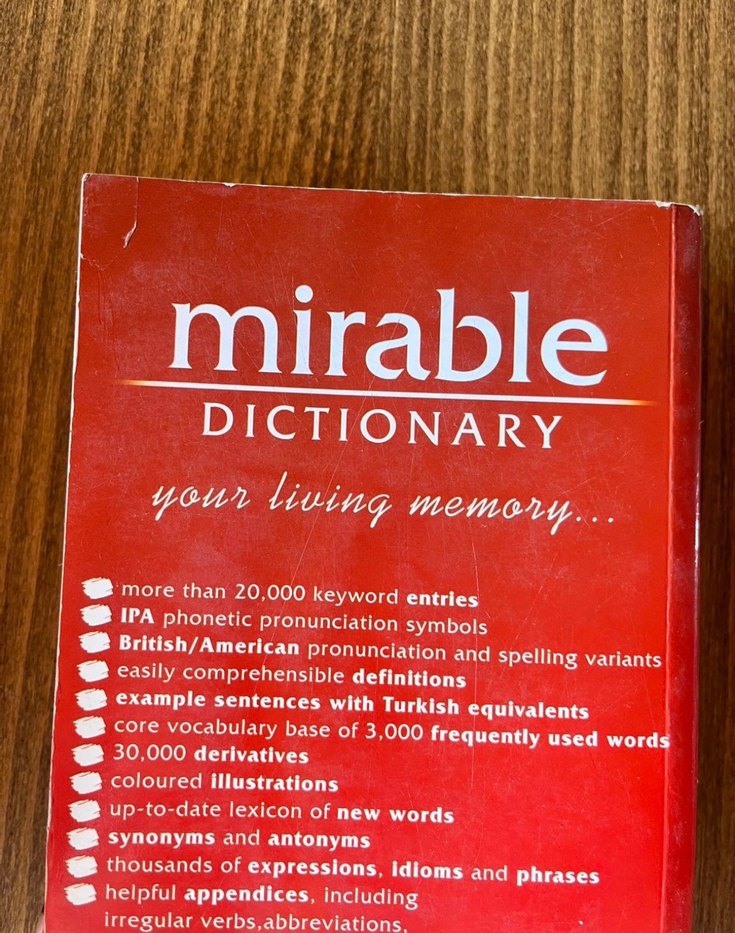 mirable
DICTIONARY
your living memory...
more than 20,000 keyword entries
IPA phonetic pronunciation symbols
British/American pronunciation and spelling variants
easily comprehensible definitions
example sentences with Turkish equivalents
core vocabulary base of 3,000 frequently used words
30,000 derivatives
coloured illustrations
up-to-date lexicon of new words
synonyms and antonyms
thousands of expressions, idioms and phrases
helpful appendices, including
irregular verbs,abbreviations,